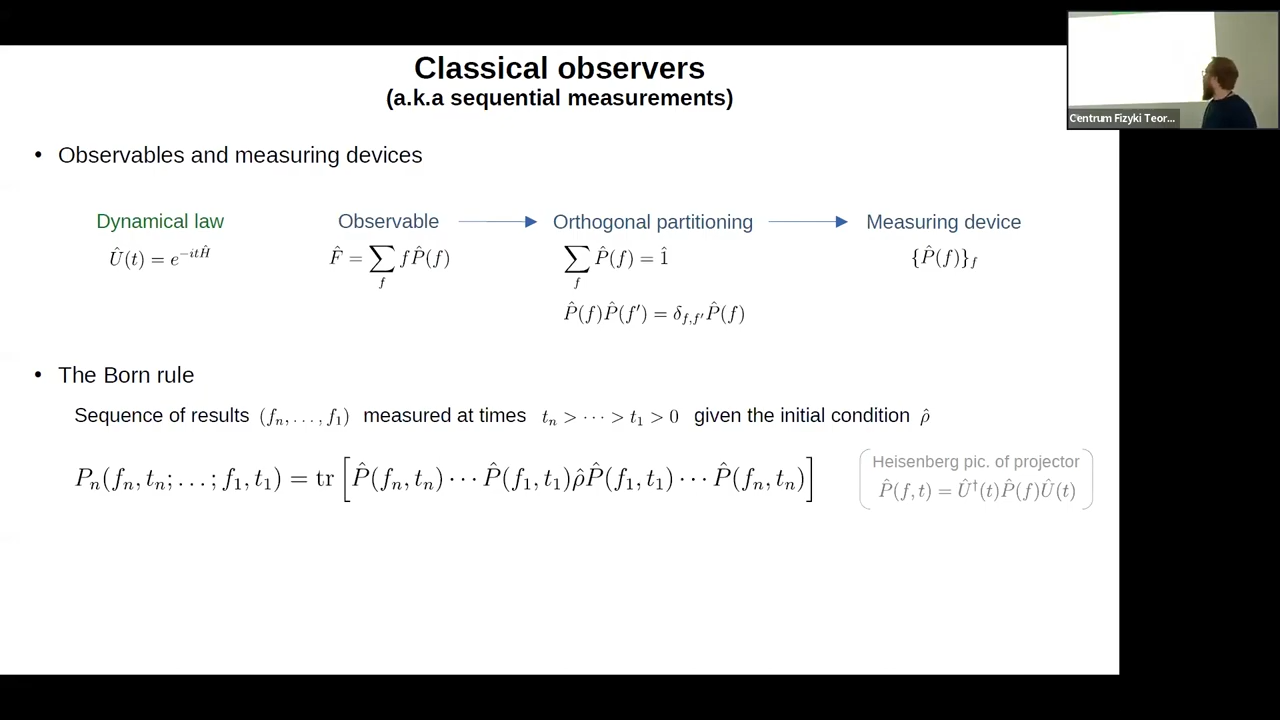 Classical observers
(a.k.a sequential measurements)
Centrum Fizyki Teor...
• Observables and measuring devices
Dynamical law Observable Orthogonal partitioning Measuring device
Û(t) = e^{-itĤ} F̂ = ∑_f f P̂(f) ∑_f P̂(f) = 1̂ {P̂(f)}_f
P̂(f)P̂(f′) = δ_{f,f′}P̂(f)
• The Born rule
Sequence of results (f_n, …, f_1) measured at times t_n > ⋯ > t_1 > 0 given the initial condition ρ̂
P_n(f_n, t_n; …; f_1, t_1) = tr [P̂(f_n, t_n) ⋯ P̂(f_1, t_1)ρ̂P̂(f_1, t_1) ⋯ P̂(f_n, t_n)]
Heisenberg pic. of projector
P̂(f, t) = Û†(t)P̂(f)Û(t)